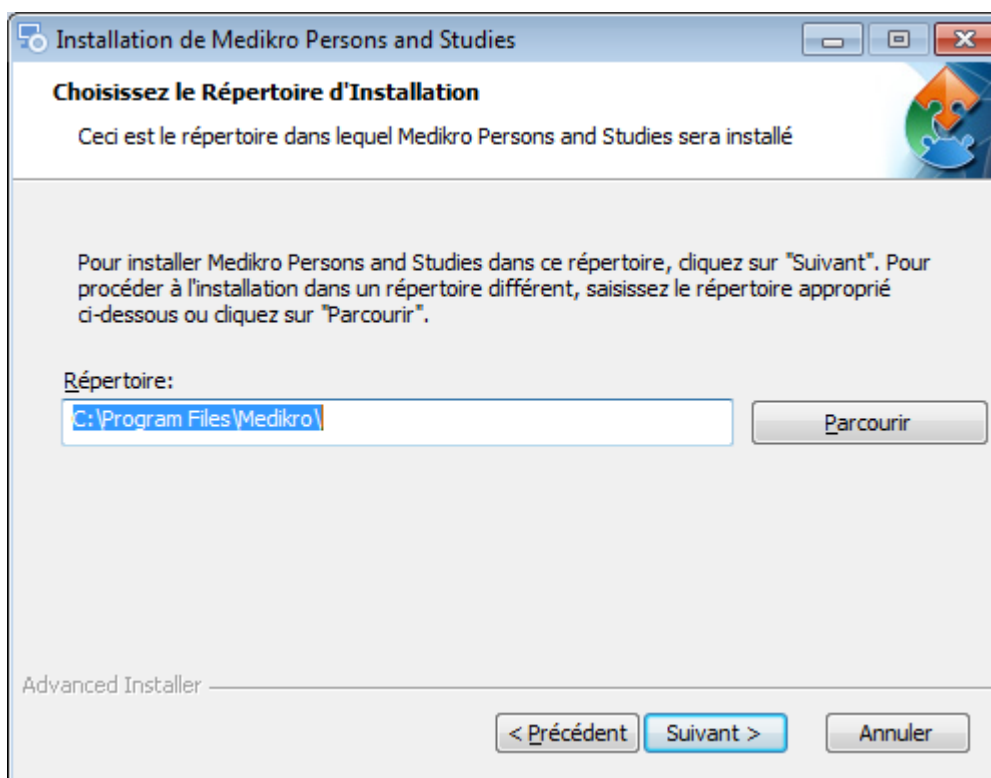 Installation de Medikro Persons and Studies
Choisissez le Répertoire d'Installation
Ceci est le répertoire dans lequel Medikro Persons and Studies sera installé
Pour installer Medikro Persons and Studies dans ce répertoire, cliquez sur "Suivant". Pour
procéder à l'installation dans un répertoire différent, saisissez le répertoire approprié
ci-dessous ou cliquez sur "Parcourir".
Répertoire:
C:\Program Files\Medikro\
Parcourir
Advanced Installer
< Précédent
Suivant >
Annuler